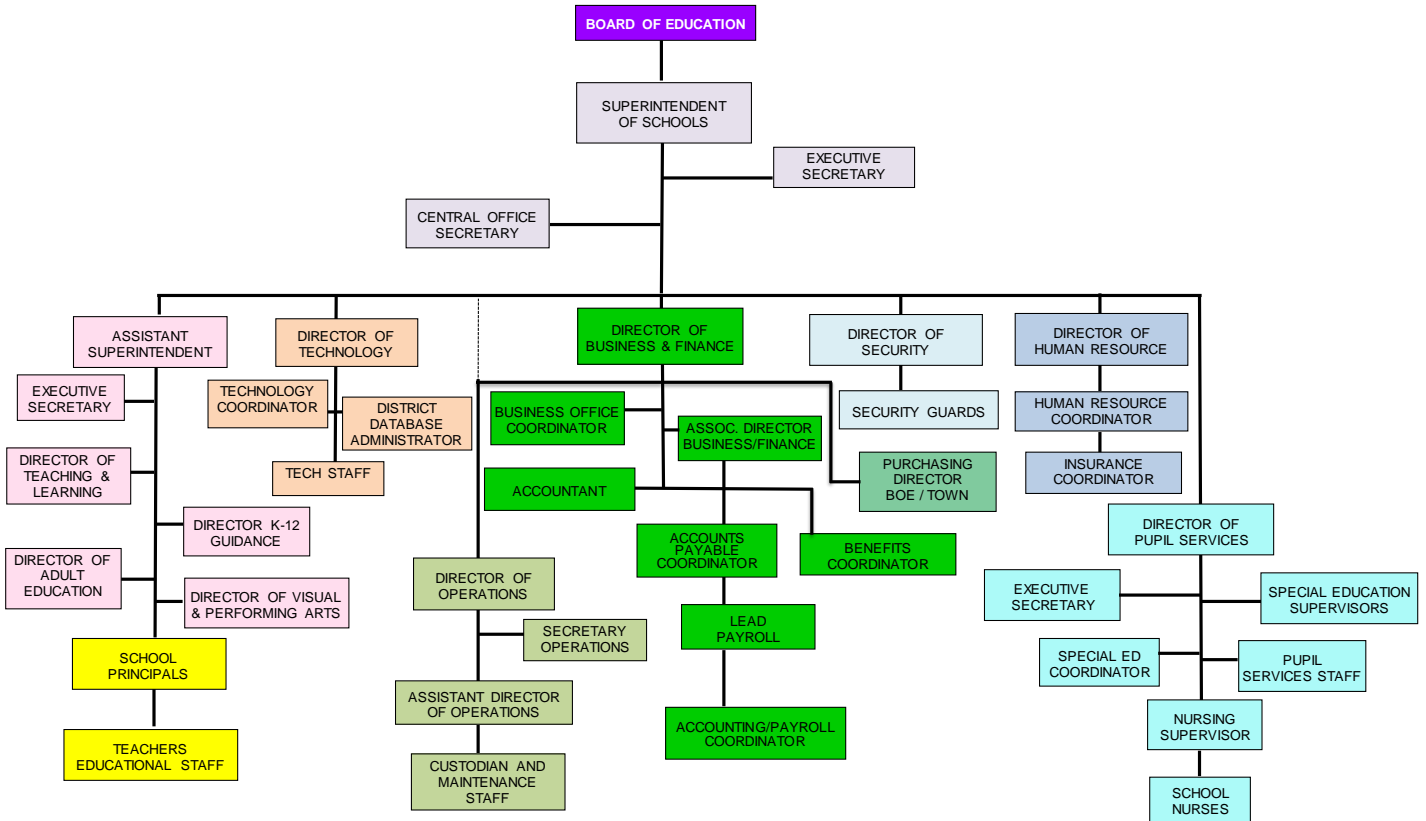 BOARD OF EDUCATION
SUPERINTENDENT
OF SCHOOLS
EXECUTIVE
SECRETARY
CENTRAL OFFICE
SECRETARY
ASSISTANT
SUPERINTENDENT
EXECUTIVE
SECRETARY
DIRECTOR OF
TEACHING &
LEARNING
DIRECTOR K-12
GUIDANCE
DIRECTOR OF
ADULT
EDUCATION
DIRECTOR OF VISUAL
& PERFORMING ARTS
SCHOOL
PRINCIPALS
TEACHERS
EDUCATIONAL STAFF
DIRECTOR OF
TECHNOLOGY
TECHNOLOGY
COORDINATOR
DISTRICT
DATABASE
ADMINISTRATOR
TECH STAFF
DIRECTOR OF
BUSINESS & FINANCE
BUSINESS OFFICE
COORDINATOR
ASSOC. DIRECTOR
BUSINESS/FINANCE
ACCOUNTANT
PURCHASING
DIRECTOR
BOE / TOWN
ACCOUNTS
PAYABLE
COORDINATOR
BENEFITS
COORDINATOR
LEAD
PAYROLL
ACCOUNTING/PAYROLL
COORDINATOR
DIRECTOR OF
OPERATIONS
SECRETARY
OPERATIONS
ASSISTANT DIRECTOR
OF OPERATIONS
CUSTODIAN AND
MAINTENANCE
STAFF
DIRECTOR OF
SECURITY
SECURITY GUARDS
DIRECTOR OF
HUMAN RESOURCE
HUMAN RESOURCE
COORDINATOR
INSURANCE
COORDINATOR
DIRECTOR OF
PUPIL SERVICES
EXECUTIVE
SECRETARY
SPECIAL EDUCATION
SUPERVISORS
SPECIAL ED
COORDINATOR
PUPIL
SERVICES STAFF
NURSING
SUPERVISOR
SCHOOL
NURSES